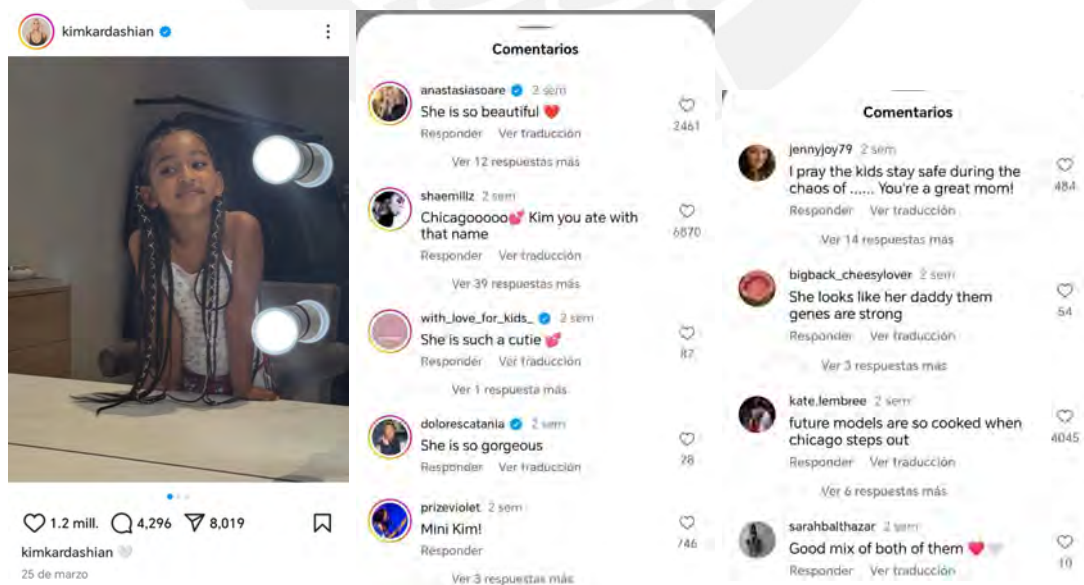 kimkardashian
1.2 mill. 4,296 8,019
kimkardashian 🤍
25 de marzo
Comentarios
anastasiasoare 2 sem
She is so beautiful ❤️
2461
Responder Ver traducción
Ver 12 respuestas más
shaemiliz 2 sem
Chicagooooo💕 Kim you ate with
that name
6870
Responder Ver traducción
Ver 39 respuestas más
with_love_for_kids_ 2 sem
She is such a cutie 💕
87
Responder Ver traducción
Ver 1 respuesta más
dolorescatania 2 sem
She is so gorgeous
28
Responder Ver traducción
prizeviolet 2 sem
Mini Kim!
746
Responder
Ver 3 respuestas más
Comentarios
jennyjoy79 2 sem
I pray the kids stay safe during the
chaos of ...... You're a great mom!
484
Responder Ver traducción
Ver 14 respuestas más
bigback_cheesylover 2 sem
She looks like her daddy them
genes are strong
54
Responder Ver traducción
Ver 3 respuestas más
kate.lembree 2 sem
future models are so cooked when
chicago steps out
4045
Responder Ver traducción
Ver 6 respuestas más
sarahbalthazar 2 sem
Good mix of both of them ❤️🤍
10
Responder Ver traducción